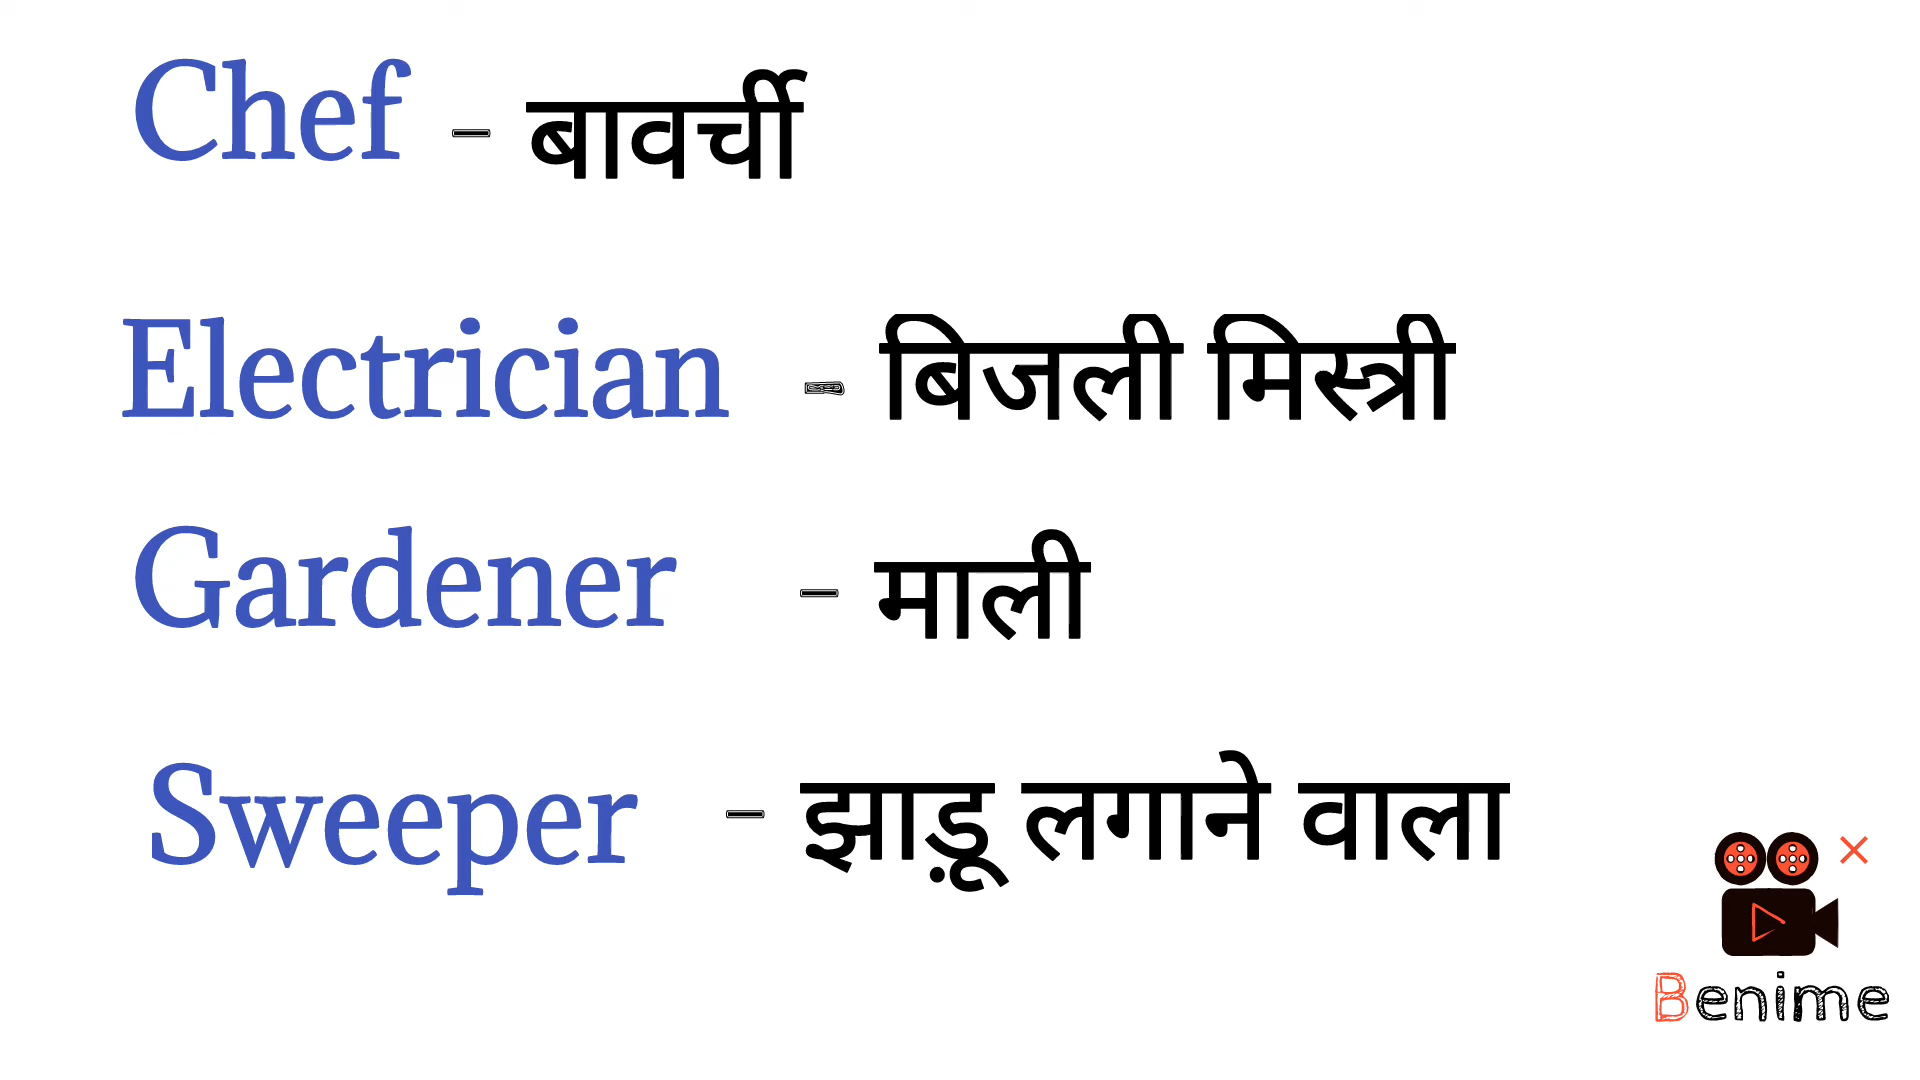 Chef - बावर्ची
Electrician - बिजली मिस्त्री
Gardener - माली
Sweeper - झाड़ू लगाने वाला
Benime